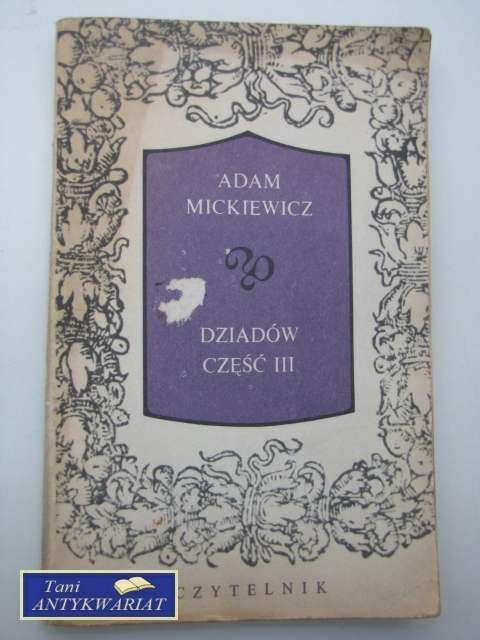 ADAM
MICKIEWICZ
DZIADÓW
CZĘŚĆ III
CZYTELNIK
Tani
ANTYKWARIAT